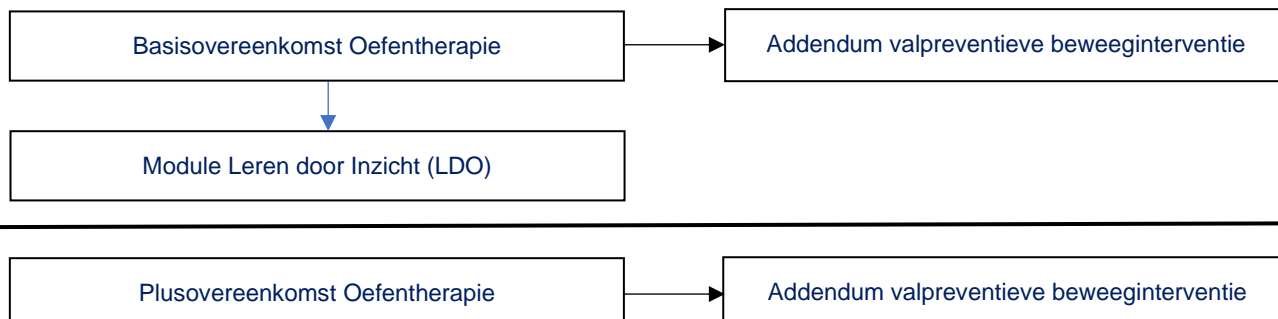 Basisovereenkomst Oefentherapie
Addendum valpreventieve beweeginterventie
Module Leren door Inzicht (LDO)
Plusovereenkomst Oefentherapie
Addendum valpreventieve beweeginterventie